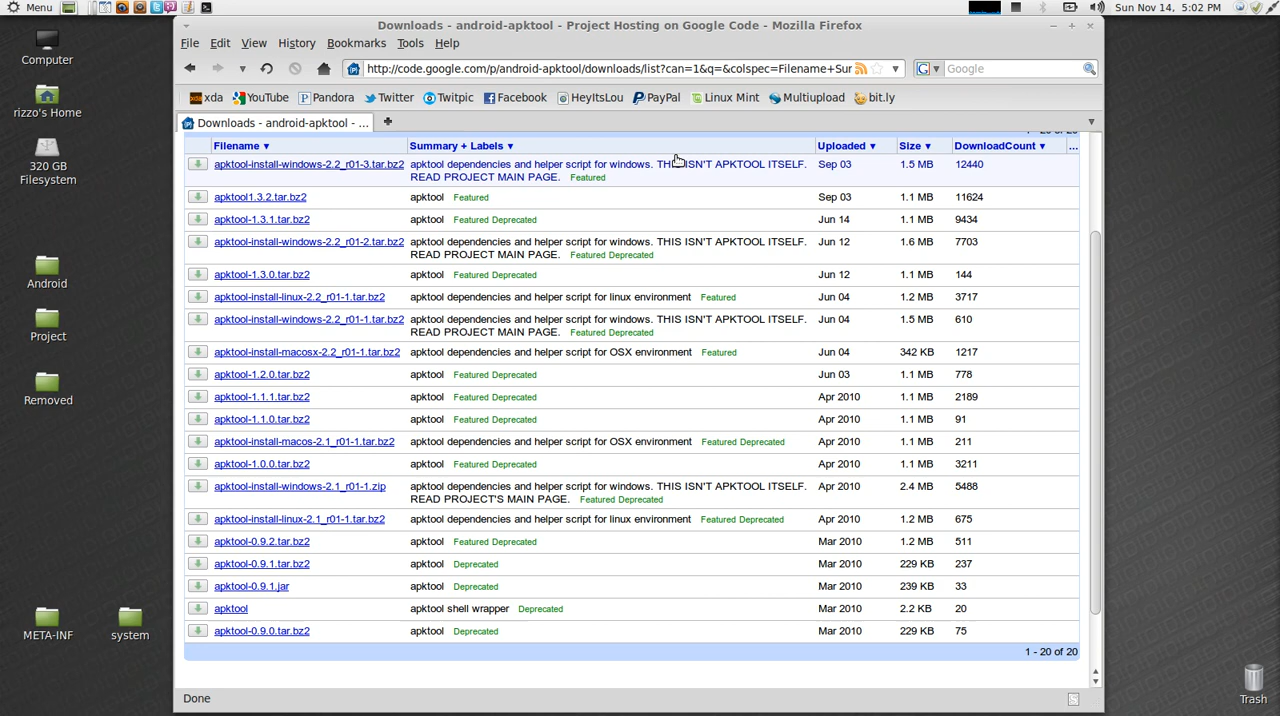 Menu
Sun Nov 14, 5:02 PM
Downloads - android-apktool - Project Hosting on Google Code - Mozilla Firefox
File Edit View History Bookmarks Tools Help
http://code.google.com/p/android-apktool/downloads/list?can=1&q=&colspec=Filename+Sur
Google
xda YouTube Pandora Twitter Twitpic Facebook HeyItsLou PayPal Linux Mint Multiupload bit.ly
Downloads - android-apktool - ...
Filename Summary + Labels Uploaded Size DownloadCount ...
apktool-install-windows-2.2_r01-3.tar.bz2 apktool dependencies and helper script for windows. THIS ISN'T APKTOOL ITSELF. Sep 03 1.5 MB 12440
READ PROJECT MAIN PAGE. Featured
apktool1.3.2.tar.bz2 apktool Featured Sep 03 1.1 MB 11624
apktool-1.3.1.tar.bz2 apktool Featured Deprecated Jun 14 1.1 MB 9434
apktool-install-windows-2.2_r01-2.tar.bz2 apktool dependencies and helper script for windows. THIS ISN'T APKTOOL ITSELF. Jun 12 1.6 MB 7703
READ PROJECT MAIN PAGE. Featured Deprecated
apktool-1.3.0.tar.bz2 apktool Featured Deprecated Jun 12 1.1 MB 144
apktool-install-linux-2.2_r01-1.tar.bz2 apktool dependencies and helper script for linux environment Featured Jun 04 1.2 MB 3717
apktool-install-windows-2.2_r01-1.tar.bz2 apktool dependencies and helper script for windows. THIS ISN'T APKTOOL ITSELF. Jun 04 1.5 MB 610
READ PROJECT MAIN PAGE. Featured Deprecated
apktool-install-macosx-2.2_r01-1.tar.bz2 apktool dependencies and helper script for OSX environment Featured Jun 04 342 KB 1217
apktool-1.2.0.tar.bz2 apktool Featured Deprecated Jun 03 1.1 MB 778
apktool-1.1.1.tar.bz2 apktool Featured Deprecated Apr 2010 1.1 MB 2189
apktool-1.1.0.tar.bz2 apktool Featured Deprecated Apr 2010 1.1 MB 91
apktool-install-macos-2.1_r01-1.tar.bz2 apktool dependencies and helper script for OSX environment Featured Deprecated Apr 2010 1.1 MB 211
apktool-1.0.0.tar.bz2 apktool Featured Deprecated Apr 2010 1.1 MB 3211
apktool-install-windows-2.1_r01-1.zip apktool dependencies and helper script for windows. THIS ISN'T APKTOOL ITSELF. Apr 2010 2.4 MB 5488
READ PROJECT'S MAIN PAGE. Featured Deprecated
apktool-install-linux-2.1_r01-1.tar.bz2 apktool dependencies and helper script for linux environment Featured Deprecated Apr 2010 1.2 MB 675
apktool-0.9.2.tar.bz2 apktool Featured Deprecated Mar 2010 1.2 MB 511
apktool-0.9.1.tar.bz2 apktool Deprecated Mar 2010 229 KB 237
apktool-0.9.1.jar apktool Deprecated Mar 2010 239 KB 33
apktool apktool shell wrapper Deprecated Mar 2010 2.2 KB 20
apktool-0.9.0.tar.bz2 apktool Deprecated Mar 2010 229 KB 75
1 - 20 of 20
Done
Computer
rizzo's Home
320 GB
Filesystem
Android
Project
Removed
META-INF
system
Trash